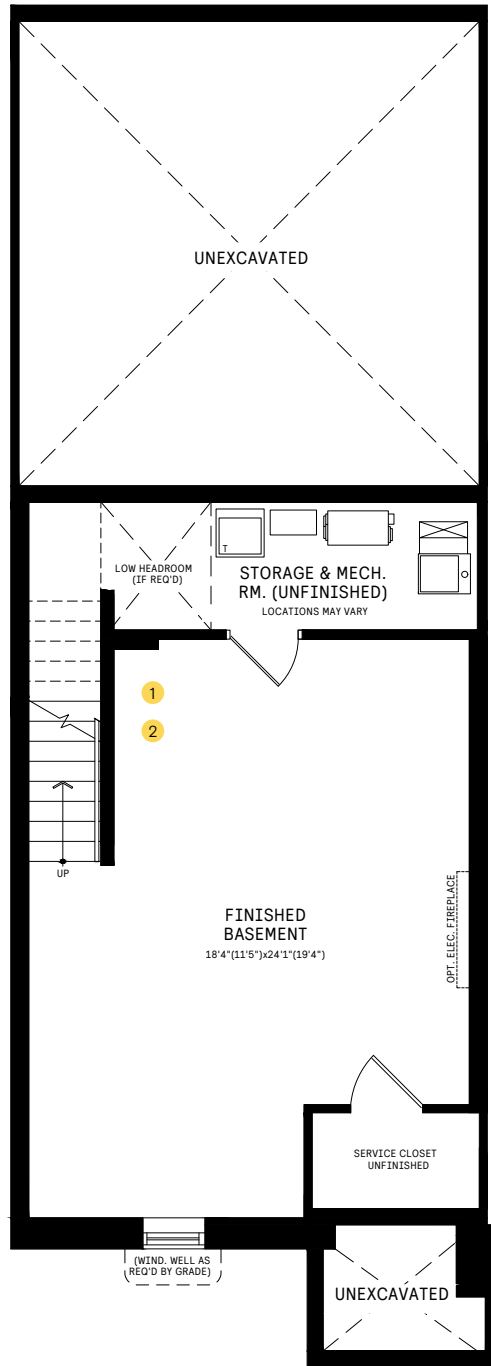 UNEXCAVATED
LOW HEADROOM
(IF REQ'D)
T
STORAGE & MECH.
RM. (UNFINISHED)
LOCATIONS MAY VARY
1
2
UP
FINISHED
BASEMENT
18'4"(11'5")x24'1"(19'4")
OPT. ELEC. FIREPLACE
SERVICE CLOSET
UNFINISHED
(WIND. WELL AS
REQ'D BY GRADE)
UNEXCAVATED